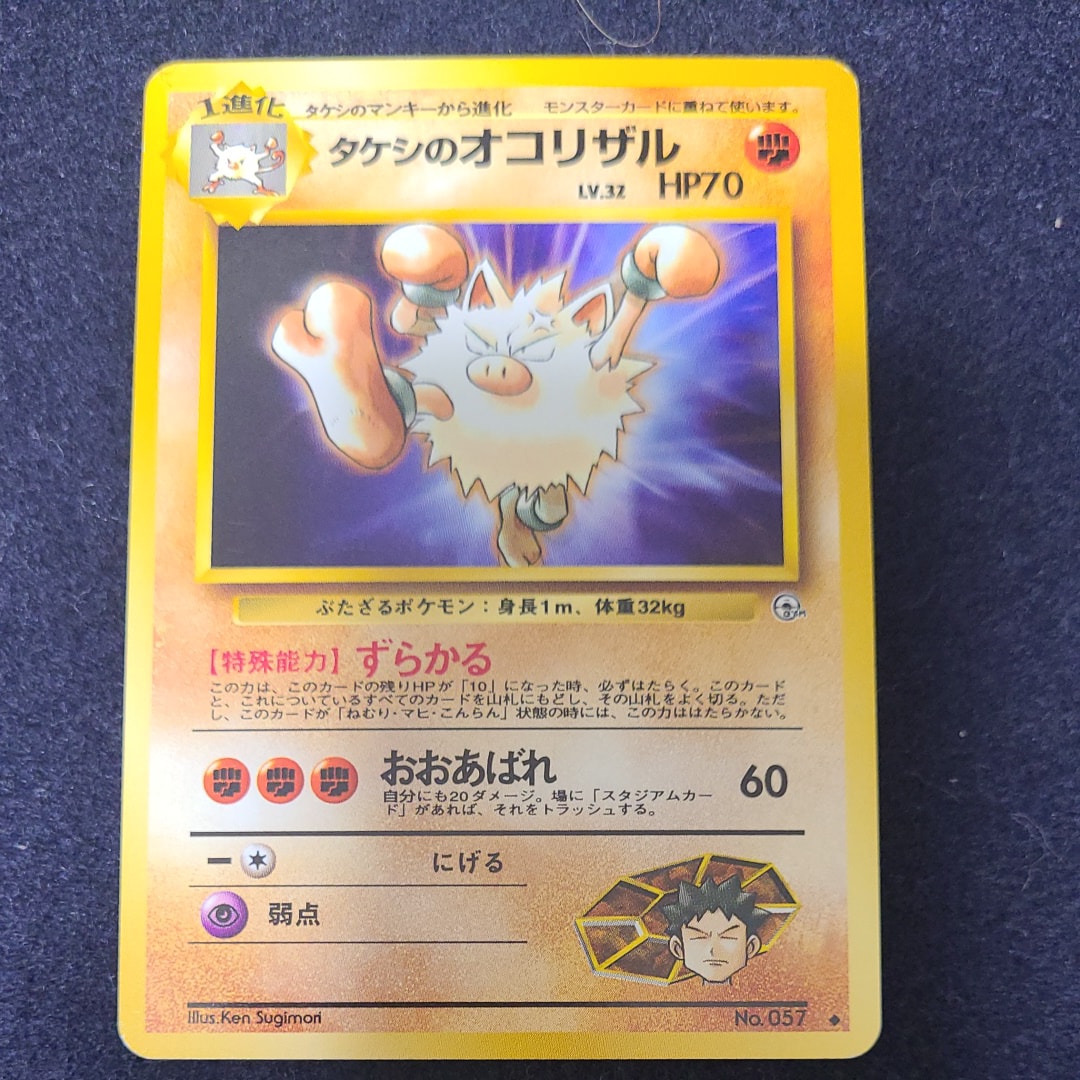 1進化
タケシのマンキーから進化 モンスターカードに重ねて使います。
タケシのオコリザル
LV.32 HP70
ぶたざるポケモン：身長1m、体重32kg
GYM
【特殊能力】ずらかる
この力は、このカードの残りHPが「10」になった時、必ずはたらく。このカード
と、これについているすべてのカードを山札にもどし、その山札をよく切る。ただ
し、このカードが「ねむり・マヒ・こんらん」状態の時には、この力ははたらかない。
おおあばれ 60
自分にも20ダメージ。場に「スタジアムカー
ド」があれば、それをトラッシュする。
ー にげる
弱点
Illus.Ken Sugimori No.057 ◆